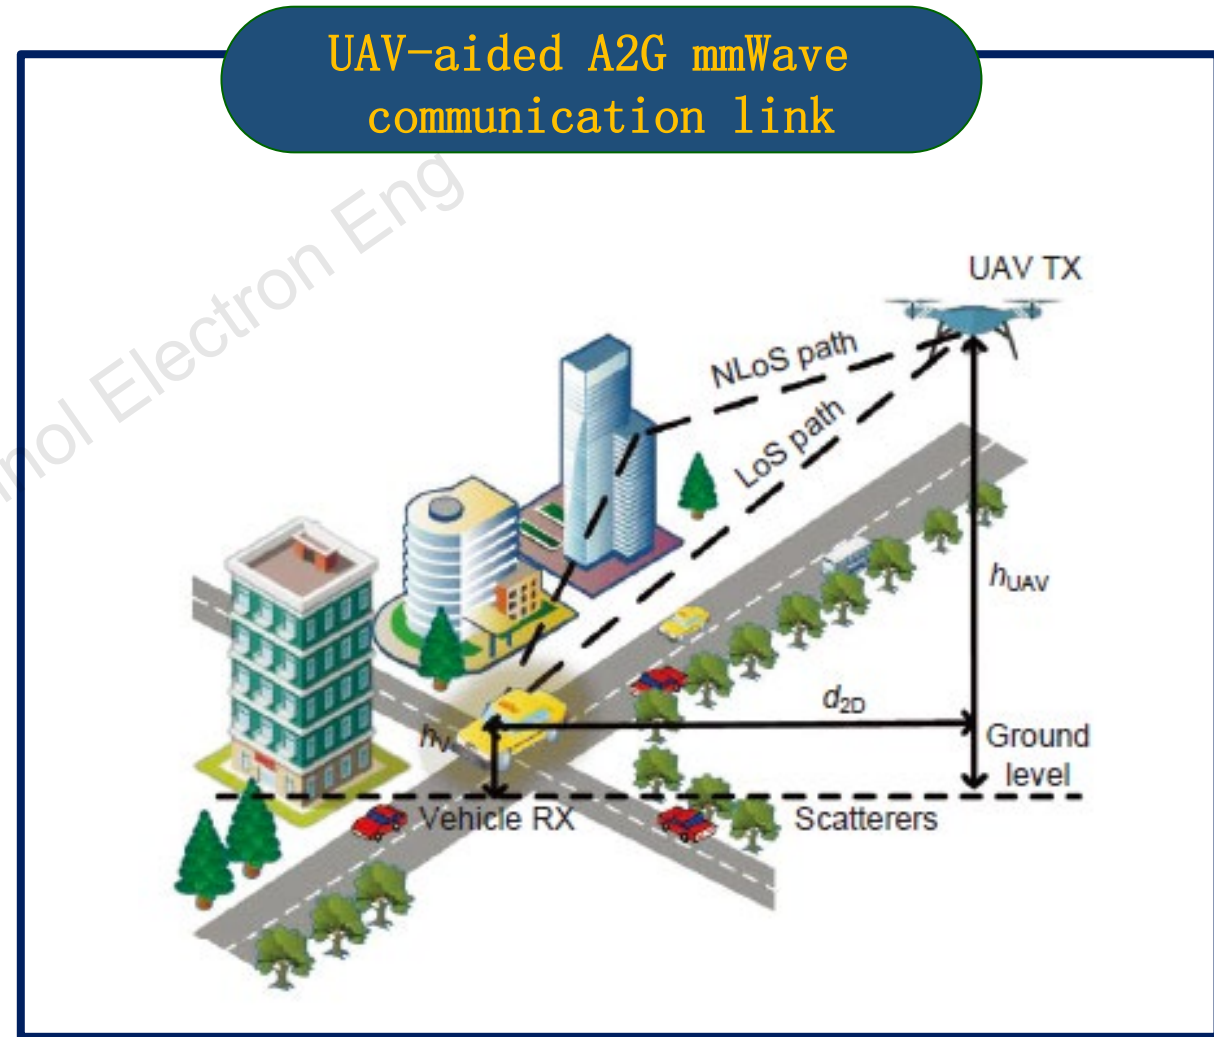 UAV-aided A2G mmWave
communication link
nol Electron Eng
UAV TX
NLoS path
LoS path
hUAV
d2D
hV
Ground
level
Vehicle RX
Scatterers